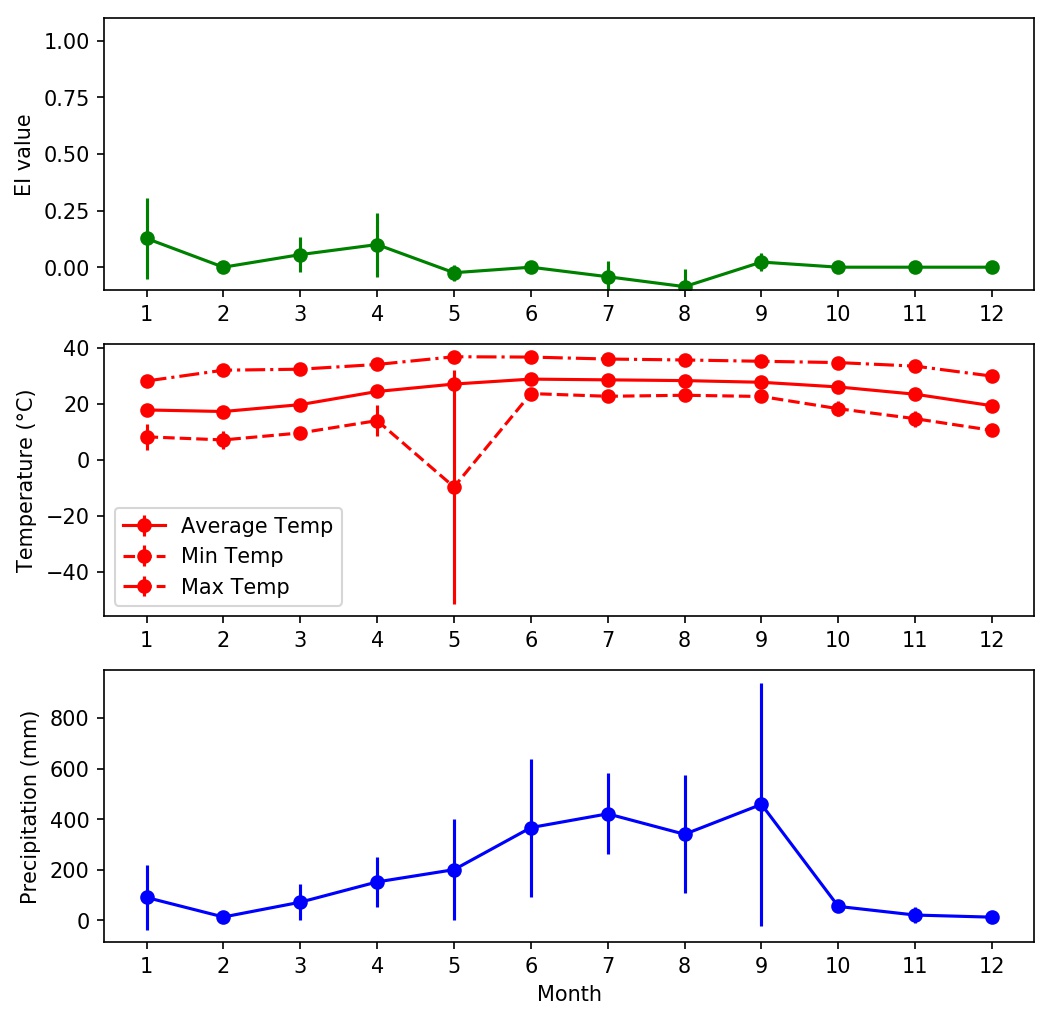 EI value
1.00
0.75
0.50
0.25
0.00
1 2 3 4 5 6 7 8 9 10 11 12
Temperature (°C)
40
20
0
−20
−40
Average Temp
Min Temp
Max Temp
1 2 3 4 5 6 7 8 9 10 11 12
Precipitation (mm)
800
600
400
200
0
1 2 3 4 5 6 7 8 9 10 11 12
Month